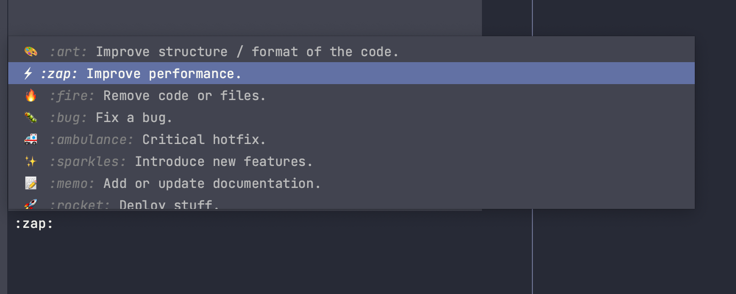 🎨 :art: Improve structure / format of the code.
⚡ :zap: Improve performance.
🔥 :fire: Remove code or files.
🐛 :bug: Fix a bug.
🚑 :ambulance: Critical hotfix.
✨ :sparkles: Introduce new features.
📝 :memo: Add or update documentation.
🚀 :rocket: Deploy stuff.
:zap: